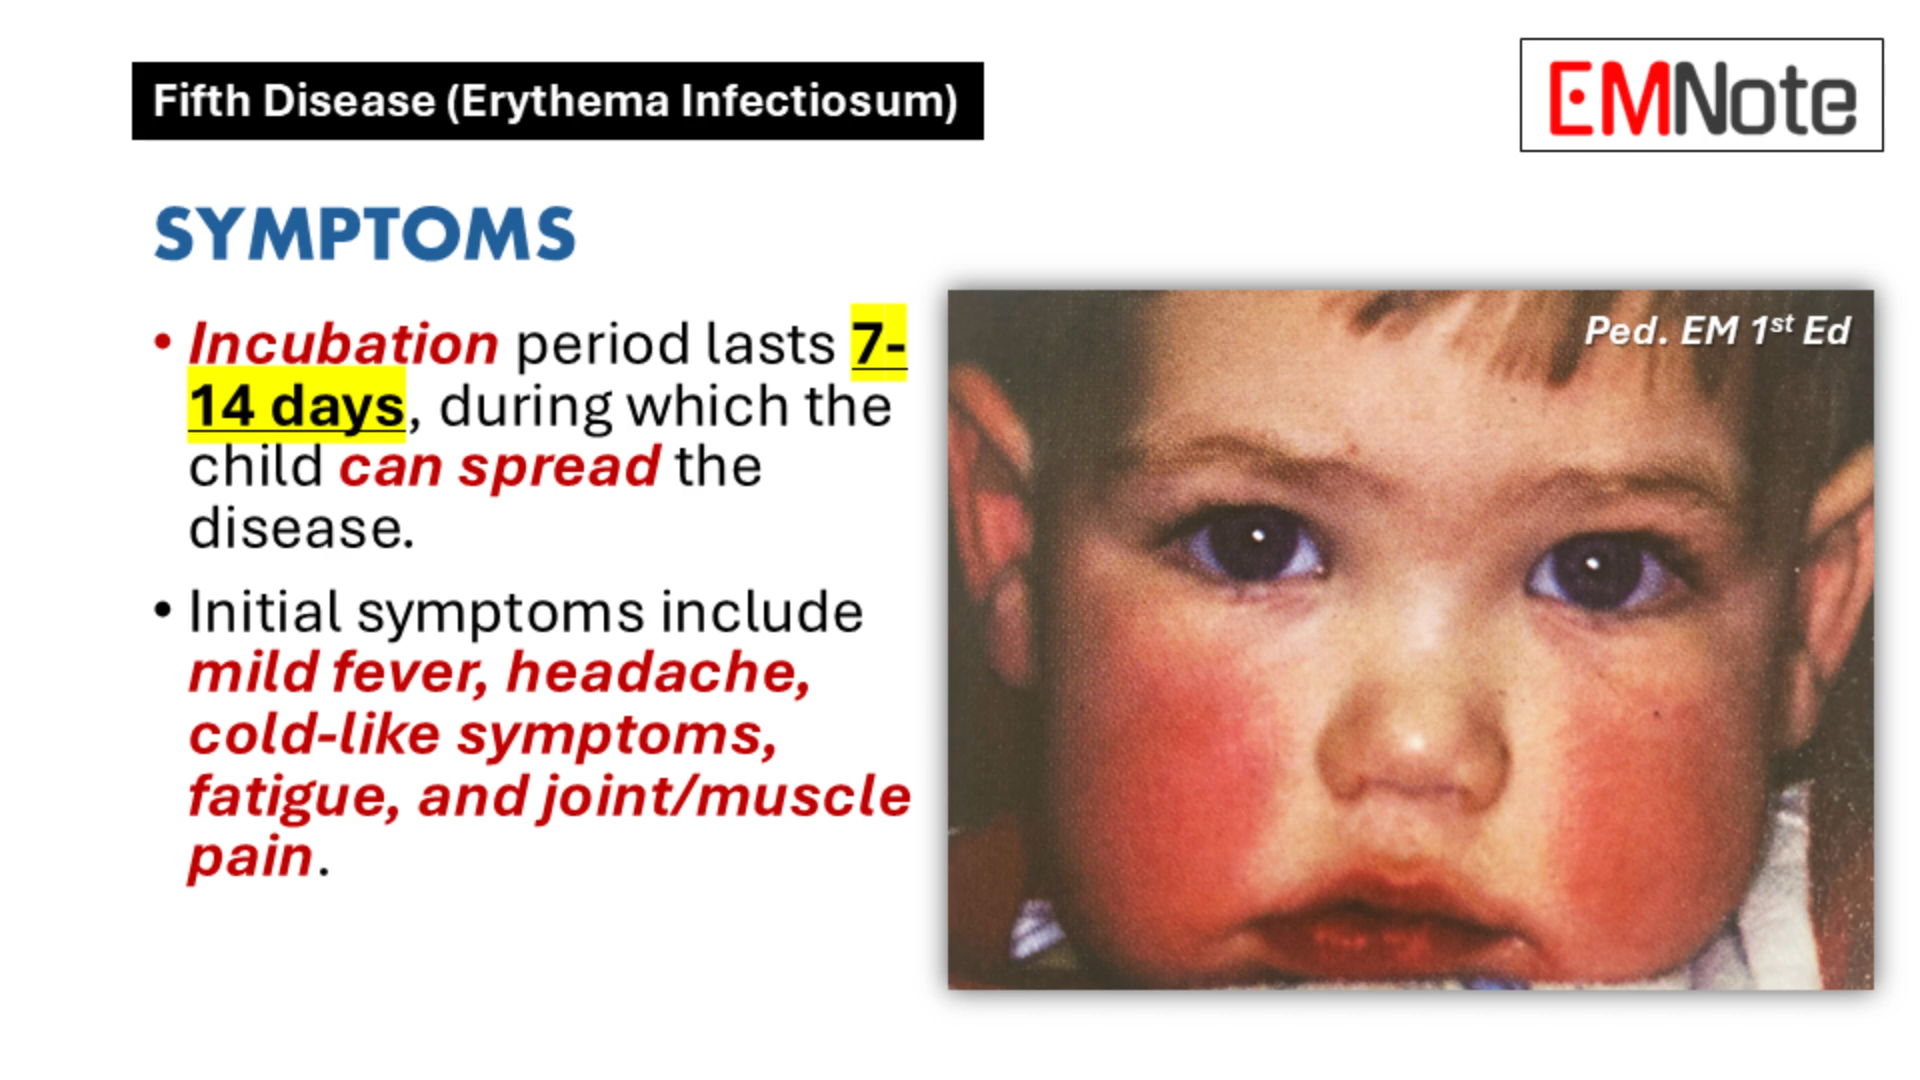 Fifth Disease (Erythema Infectiosum)
EMNote
SYMPTOMS
• Incubation period lasts 7-
14 days, during which the
child can spread the
disease.
• Initial symptoms include
mild fever, headache,
cold-like symptoms,
fatigue, and joint/muscle
pain.
Ped. EM 1st Ed